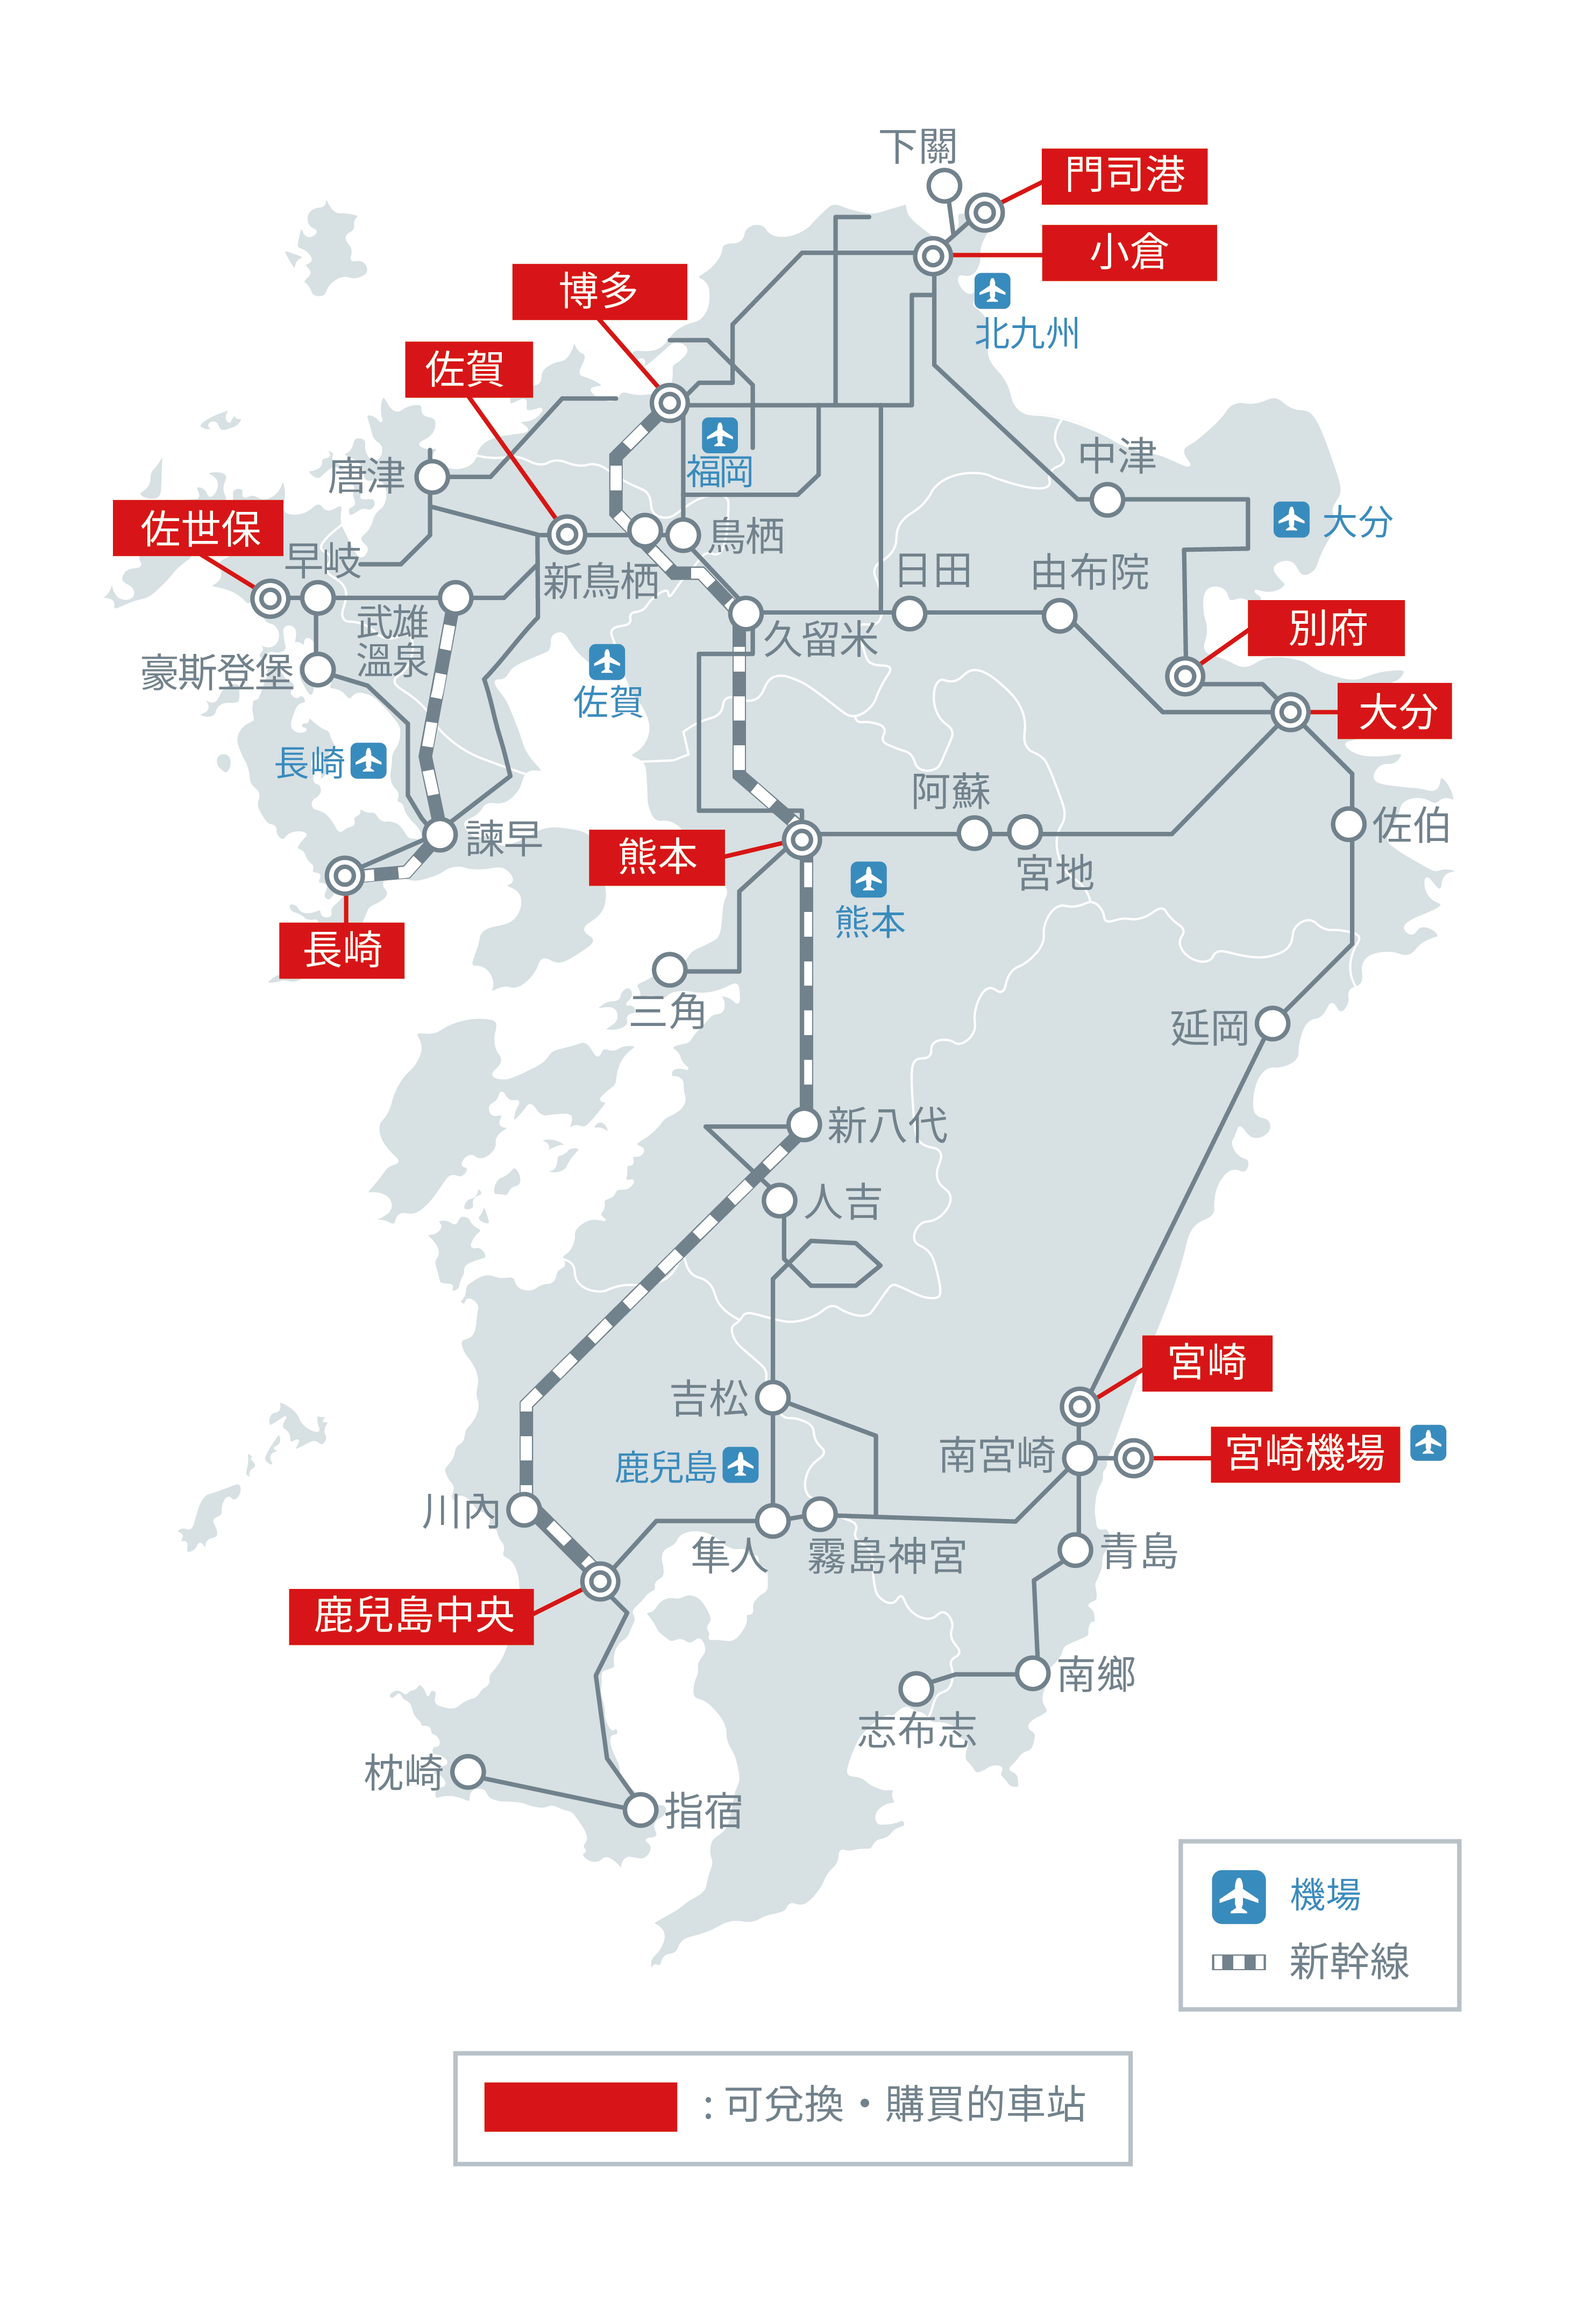 下關
門司港
小倉
博多
北九州
佐賀
福岡
中津
唐津
佐世保
大分
鳥栖
早岐
新鳥栖
日田
由布院
武雄
溫泉
久留米
別府
豪斯登堡
佐賀
大分
長崎
阿蘇
諫早
佐伯
熊本
宮地
熊本
長崎
三角
延岡
新八代
人吉
宮崎
吉松
南宮崎
宮崎機場
鹿兒島
川內
隼人
霧島神宮
青島
鹿兒島中央
南鄉
志布志
枕崎
指宿
機場
新幹線
: 可兌換・購買的車站